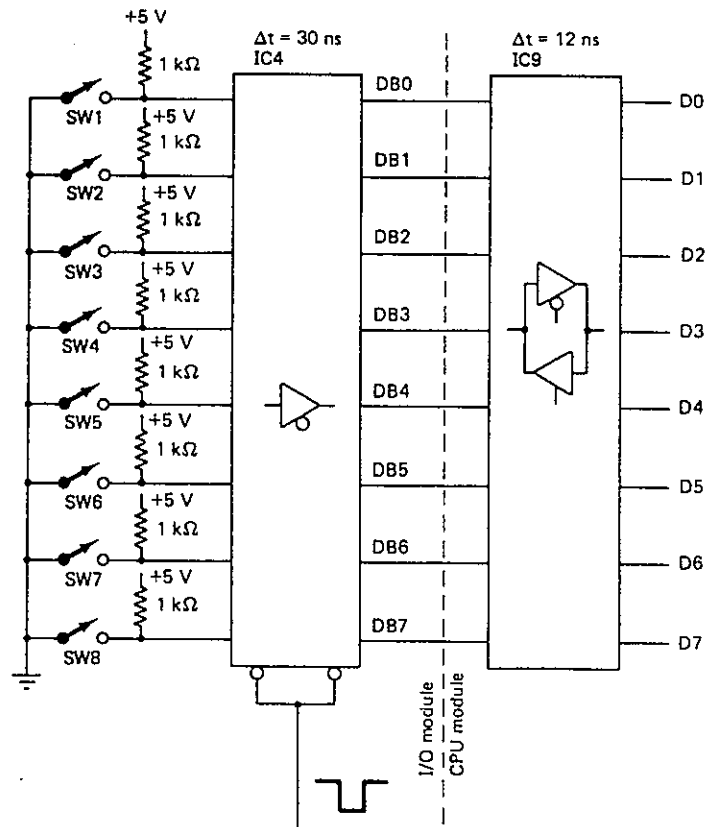 +5 V
Δt = 30 ns
IC4
Δt = 12 ns
IC9
1 kΩ
SW1
DB0
D0
+5 V
1 kΩ
SW2
DB1
D1
+5 V
1 kΩ
SW3
DB2
D2
+5 V
1 kΩ
SW4
DB3
D3
+5 V
1 kΩ
SW5
DB4
D4
+5 V
1 kΩ
SW6
DB5
D5
+5 V
1 kΩ
SW7
DB6
D6
+5 V
1 kΩ
SW8
DB7
D7
I/O module
CPU module